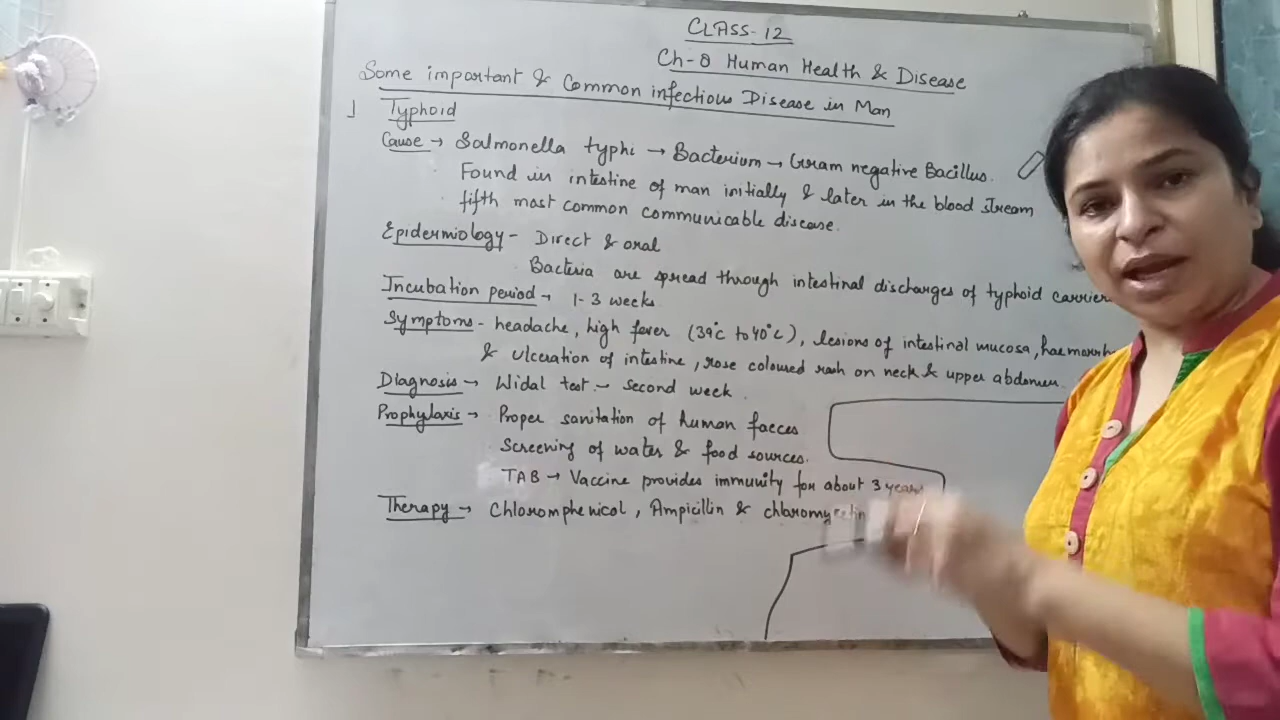 CLASS-12
Ch-8 Human Health & Disease
Some important & Common infectious Disease in Man
1 Typhoid
Cause → Salmonella typhi → Bacterium → Gram negative Bacillus.
Found in intestine of man initially & later in the blood stream
fifth most common communicable disease.
Epidermiology - Direct & oral
Bacteria are spread through intestinal discharges of typhoid carriers
Incubation period → 1-3 weeks
Symptoms - headache, high fever (39°c to 40°c), lesions of intestinal mucosa,
& Ulceration of intestine, rose coloured rash on neck & upper abdomen.
Diagnosis → Widal test - second week.
Prophylaxis → Proper sanitation of human faeces
Screening of water & food sources.
TAB → Vaccine provides immunity for about 3 years
Therapy → Chloromphenicol, Ampicillin &